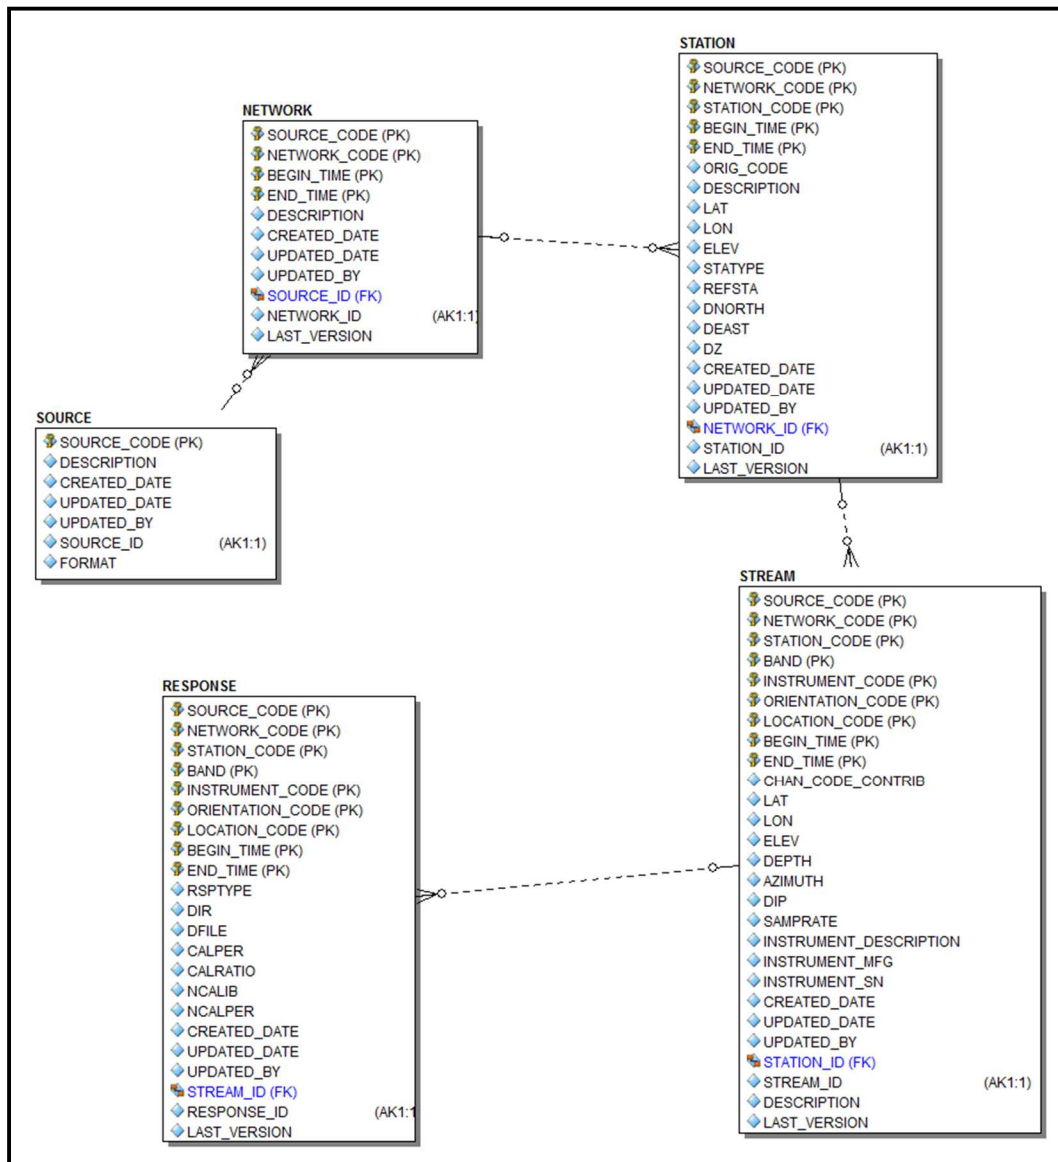 NETWORK
SOURCE_CODE (PK)
NETWORK_CODE (PK)
BEGIN_TIME (PK)
END_TIME (PK)
DESCRIPTION
CREATED_DATE
UPDATED_DATE
UPDATED_BY
SOURCE_ID (FK)
NETWORK_ID (AK1:1)
LAST_VERSION
STATION
SOURCE_CODE (PK)
NETWORK_CODE (PK)
STATION_CODE (PK)
BEGIN_TIME (PK)
END_TIME (PK)
ORIG_CODE
DESCRIPTION
LAT
LON
ELEV
STATYPE
REFSTA
DNORTH
DEAST
DZ
CREATED_DATE
UPDATED_DATE
UPDATED_BY
NETWORK_ID (FK)
STATION_ID (AK1:1)
LAST_VERSION
SOURCE
SOURCE_CODE (PK)
DESCRIPTION
CREATED_DATE
UPDATED_DATE
UPDATED_BY
SOURCE_ID (AK1:1)
FORMAT
RESPONSE
SOURCE_CODE (PK)
NETWORK_CODE (PK)
STATION_CODE (PK)
BAND (PK)
INSTRUMENT_CODE (PK)
ORIENTATION_CODE (PK)
LOCATION_CODE (PK)
BEGIN_TIME (PK)
END_TIME (PK)
RSPTYPE
DIR
DFILE
CALPER
CALRATIO
NCALIB
NCALPER
CREATED_DATE
UPDATED_DATE
UPDATED_BY
STREAM_ID (FK)
RESPONSE_ID (AK1:1
LAST_VERSION
STREAM
SOURCE_CODE (PK)
NETWORK_CODE (PK)
STATION_CODE (PK)
BAND (PK)
INSTRUMENT_CODE (PK)
ORIENTATION_CODE (PK)
LOCATION_CODE (PK)
BEGIN_TIME (PK)
END_TIME (PK)
CHAN_CODE_CONTRIB
LAT
LON
ELEV
DEPTH
AZIMUTH
DIP
SAMPRATE
INSTRUMENT_DESCRIPTION
INSTRUMENT_MFG
INSTRUMENT_SN
CREATED_DATE
UPDATED_DATE
UPDATED_BY
STATION_ID (FK)
STREAM_ID (AK1:1)
DESCRIPTION
LAST_VERSION